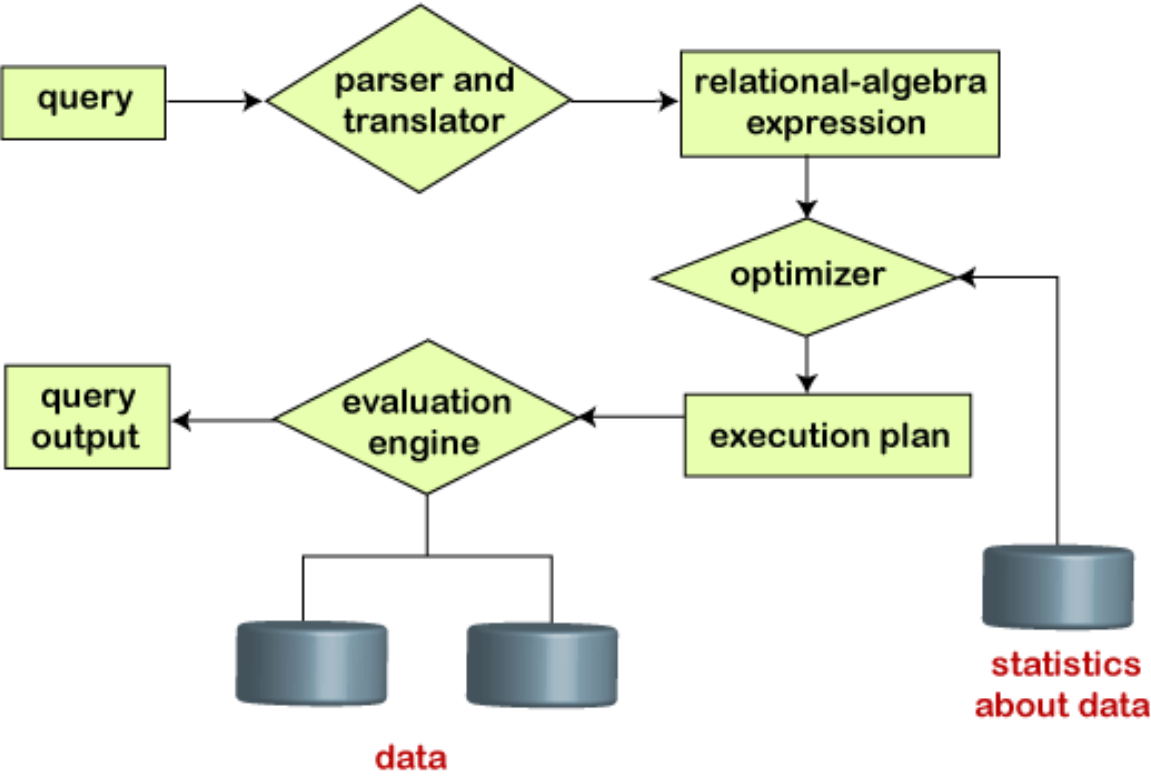 query
parser and
translator
relational-algebra
expression
optimizer
query
output
evaluation
engine
execution plan
statistics
about data
data